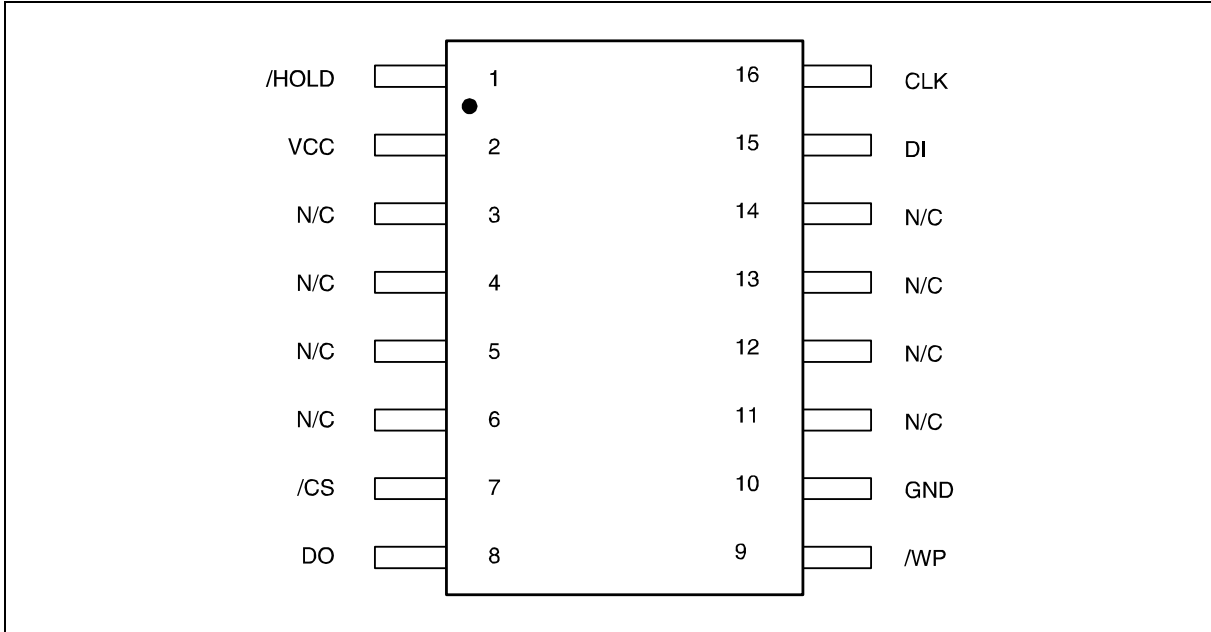 /HOLD 1 16 CLK
VCC 2 15 DI
N/C 3 14 N/C
N/C 4 13 N/C
N/C 5 12 N/C
N/C 6 11 N/C
/CS 7 10 GND
DO 8 9 /WP